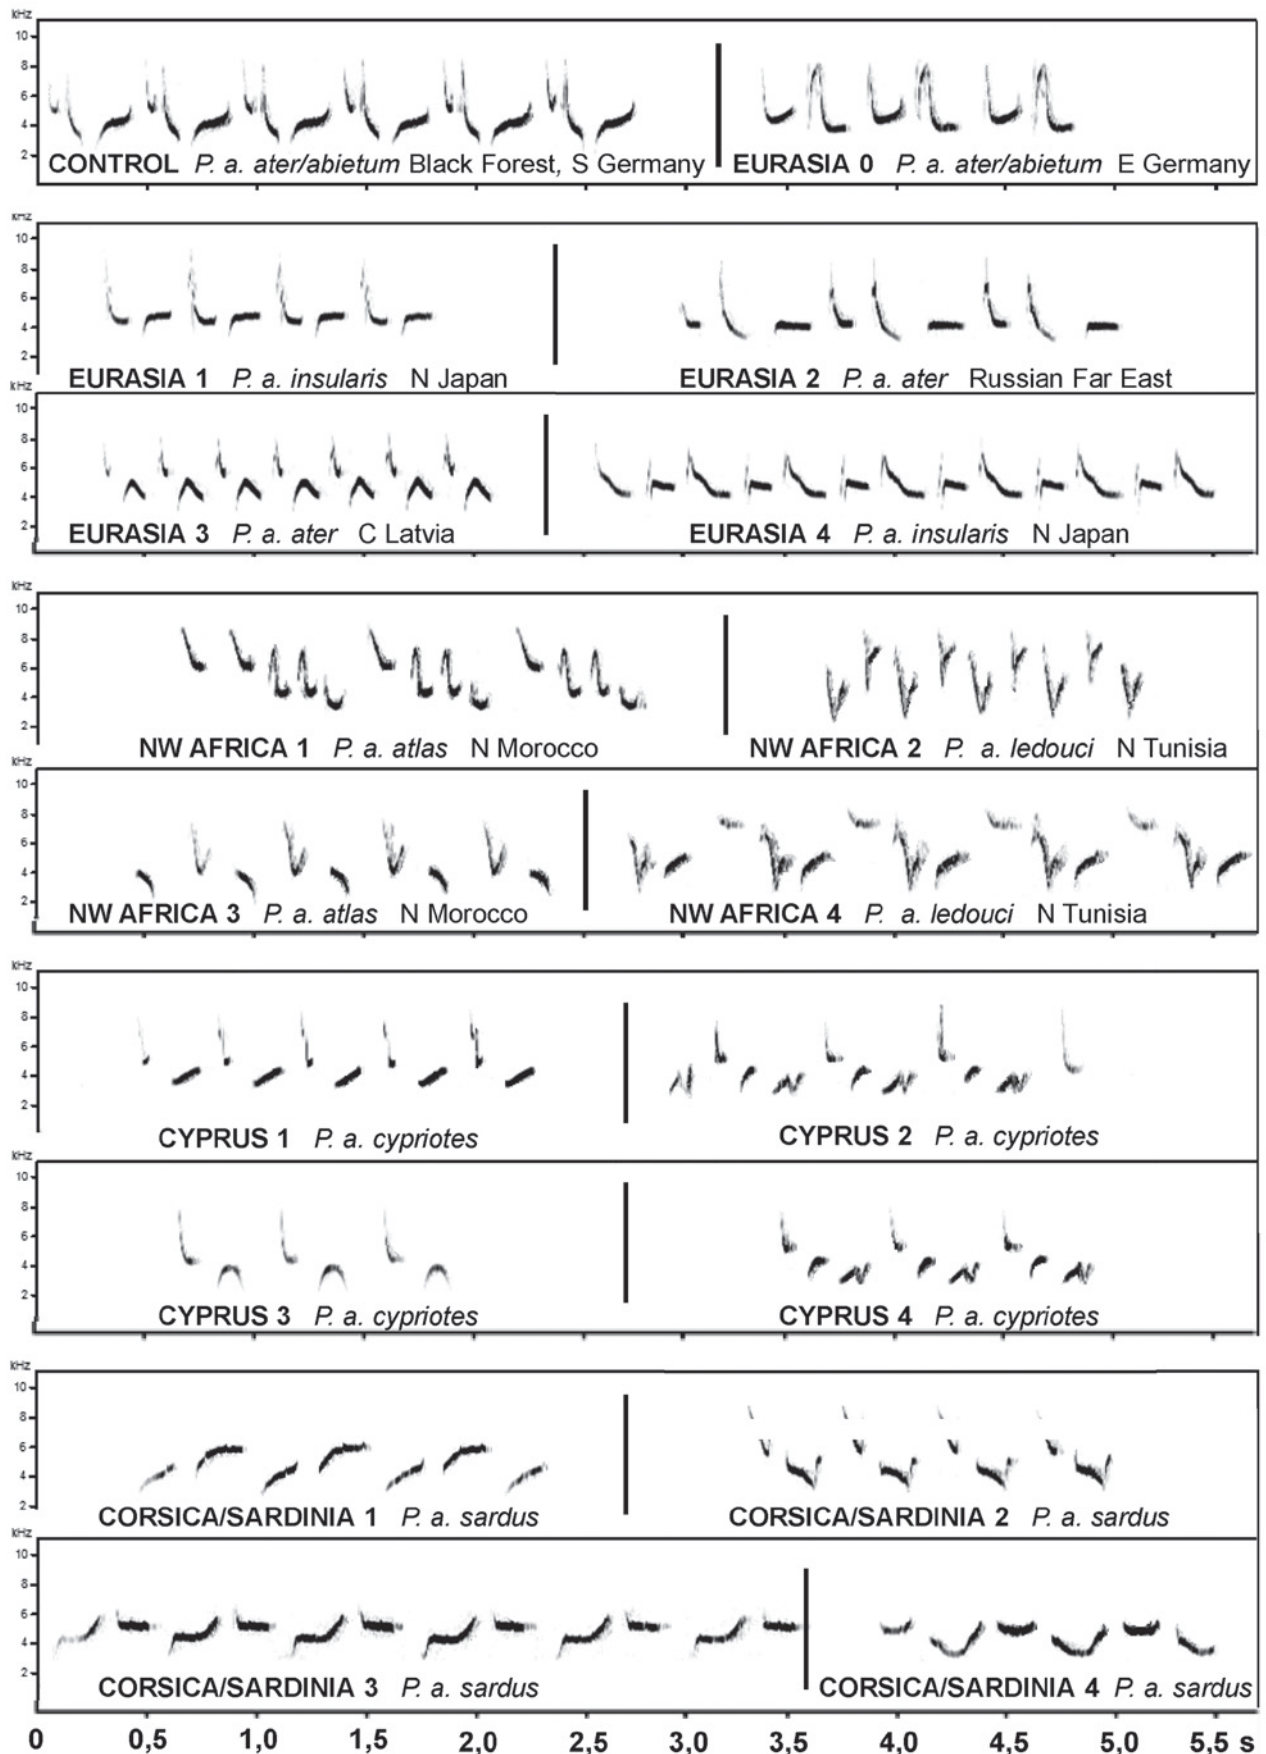 kHz
10
8
6
4
2
CONTROL P. a. ater/abietum Black Forest, S Germany
EURASIA 0 P. a. ater/abietum E Germany
kHz
10
8
6
4
2
EURASIA 1 P. a. insularis N Japan
EURASIA 2 P. a. ater Russian Far East
kHz
10
8
6
4
2
EURASIA 3 P. a. ater C Latvia
EURASIA 4 P. a. insularis N Japan
kHz
10
8
6
4
2
NW AFRICA 1 P. a. atlas N Morocco
NW AFRICA 2 P. a. ledouci N Tunisia
kHz
10
8
6
4
2
NW AFRICA 3 P. a. atlas N Morocco
NW AFRICA 4 P. a. ledouci N Tunisia
kHz
10
8
6
4
2
CYPRUS 1 P. a. cypriotes
CYPRUS 2 P. a. cypriotes
kHz
10
8
6
4
2
CYPRUS 3 P. a. cypriotes
CYPRUS 4 P. a. cypriotes
kHz
10
8
6
4
2
CORSICA/SARDINIA 1 P. a. sardus
CORSICA/SARDINIA 2 P. a. sardus
kHz
10
8
6
4
2
CORSICA/SARDINIA 3 P. a. sardus
CORSICA/SARDINIA 4 P. a. sardus
0 0,5 1,0 1,5 2,0 2,5 3,0 3,5 4,0 4,5 5,0 5,5 s